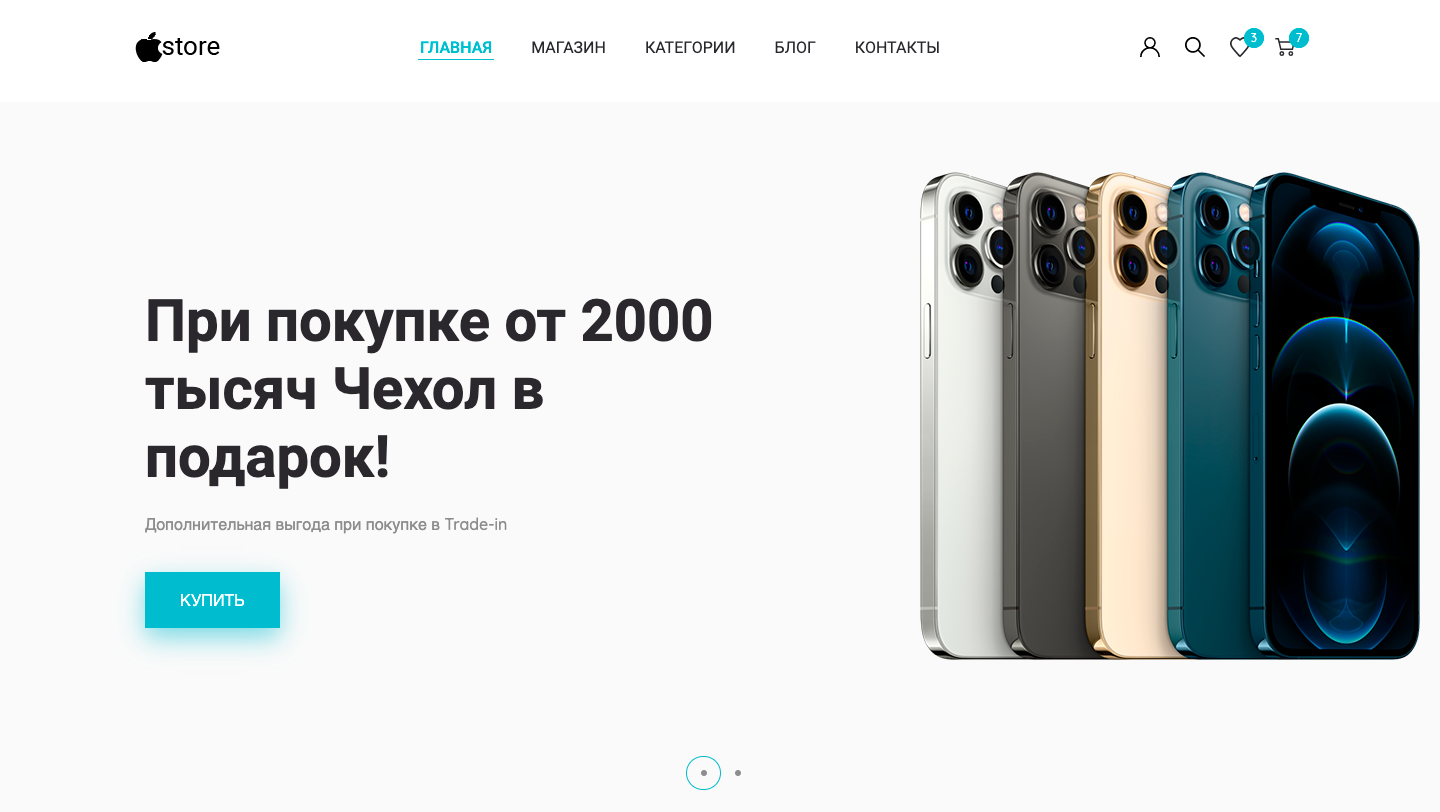 store
ГЛАВНАЯ
МАГАЗИН
КАТЕГОРИИ
БЛОГ
КОНТАКТЫ
3
7
При покупке от 2000
тысяч Чехол в
подарок!
Дополнительная выгода при покупке в Trade-in
КУПИТЬ